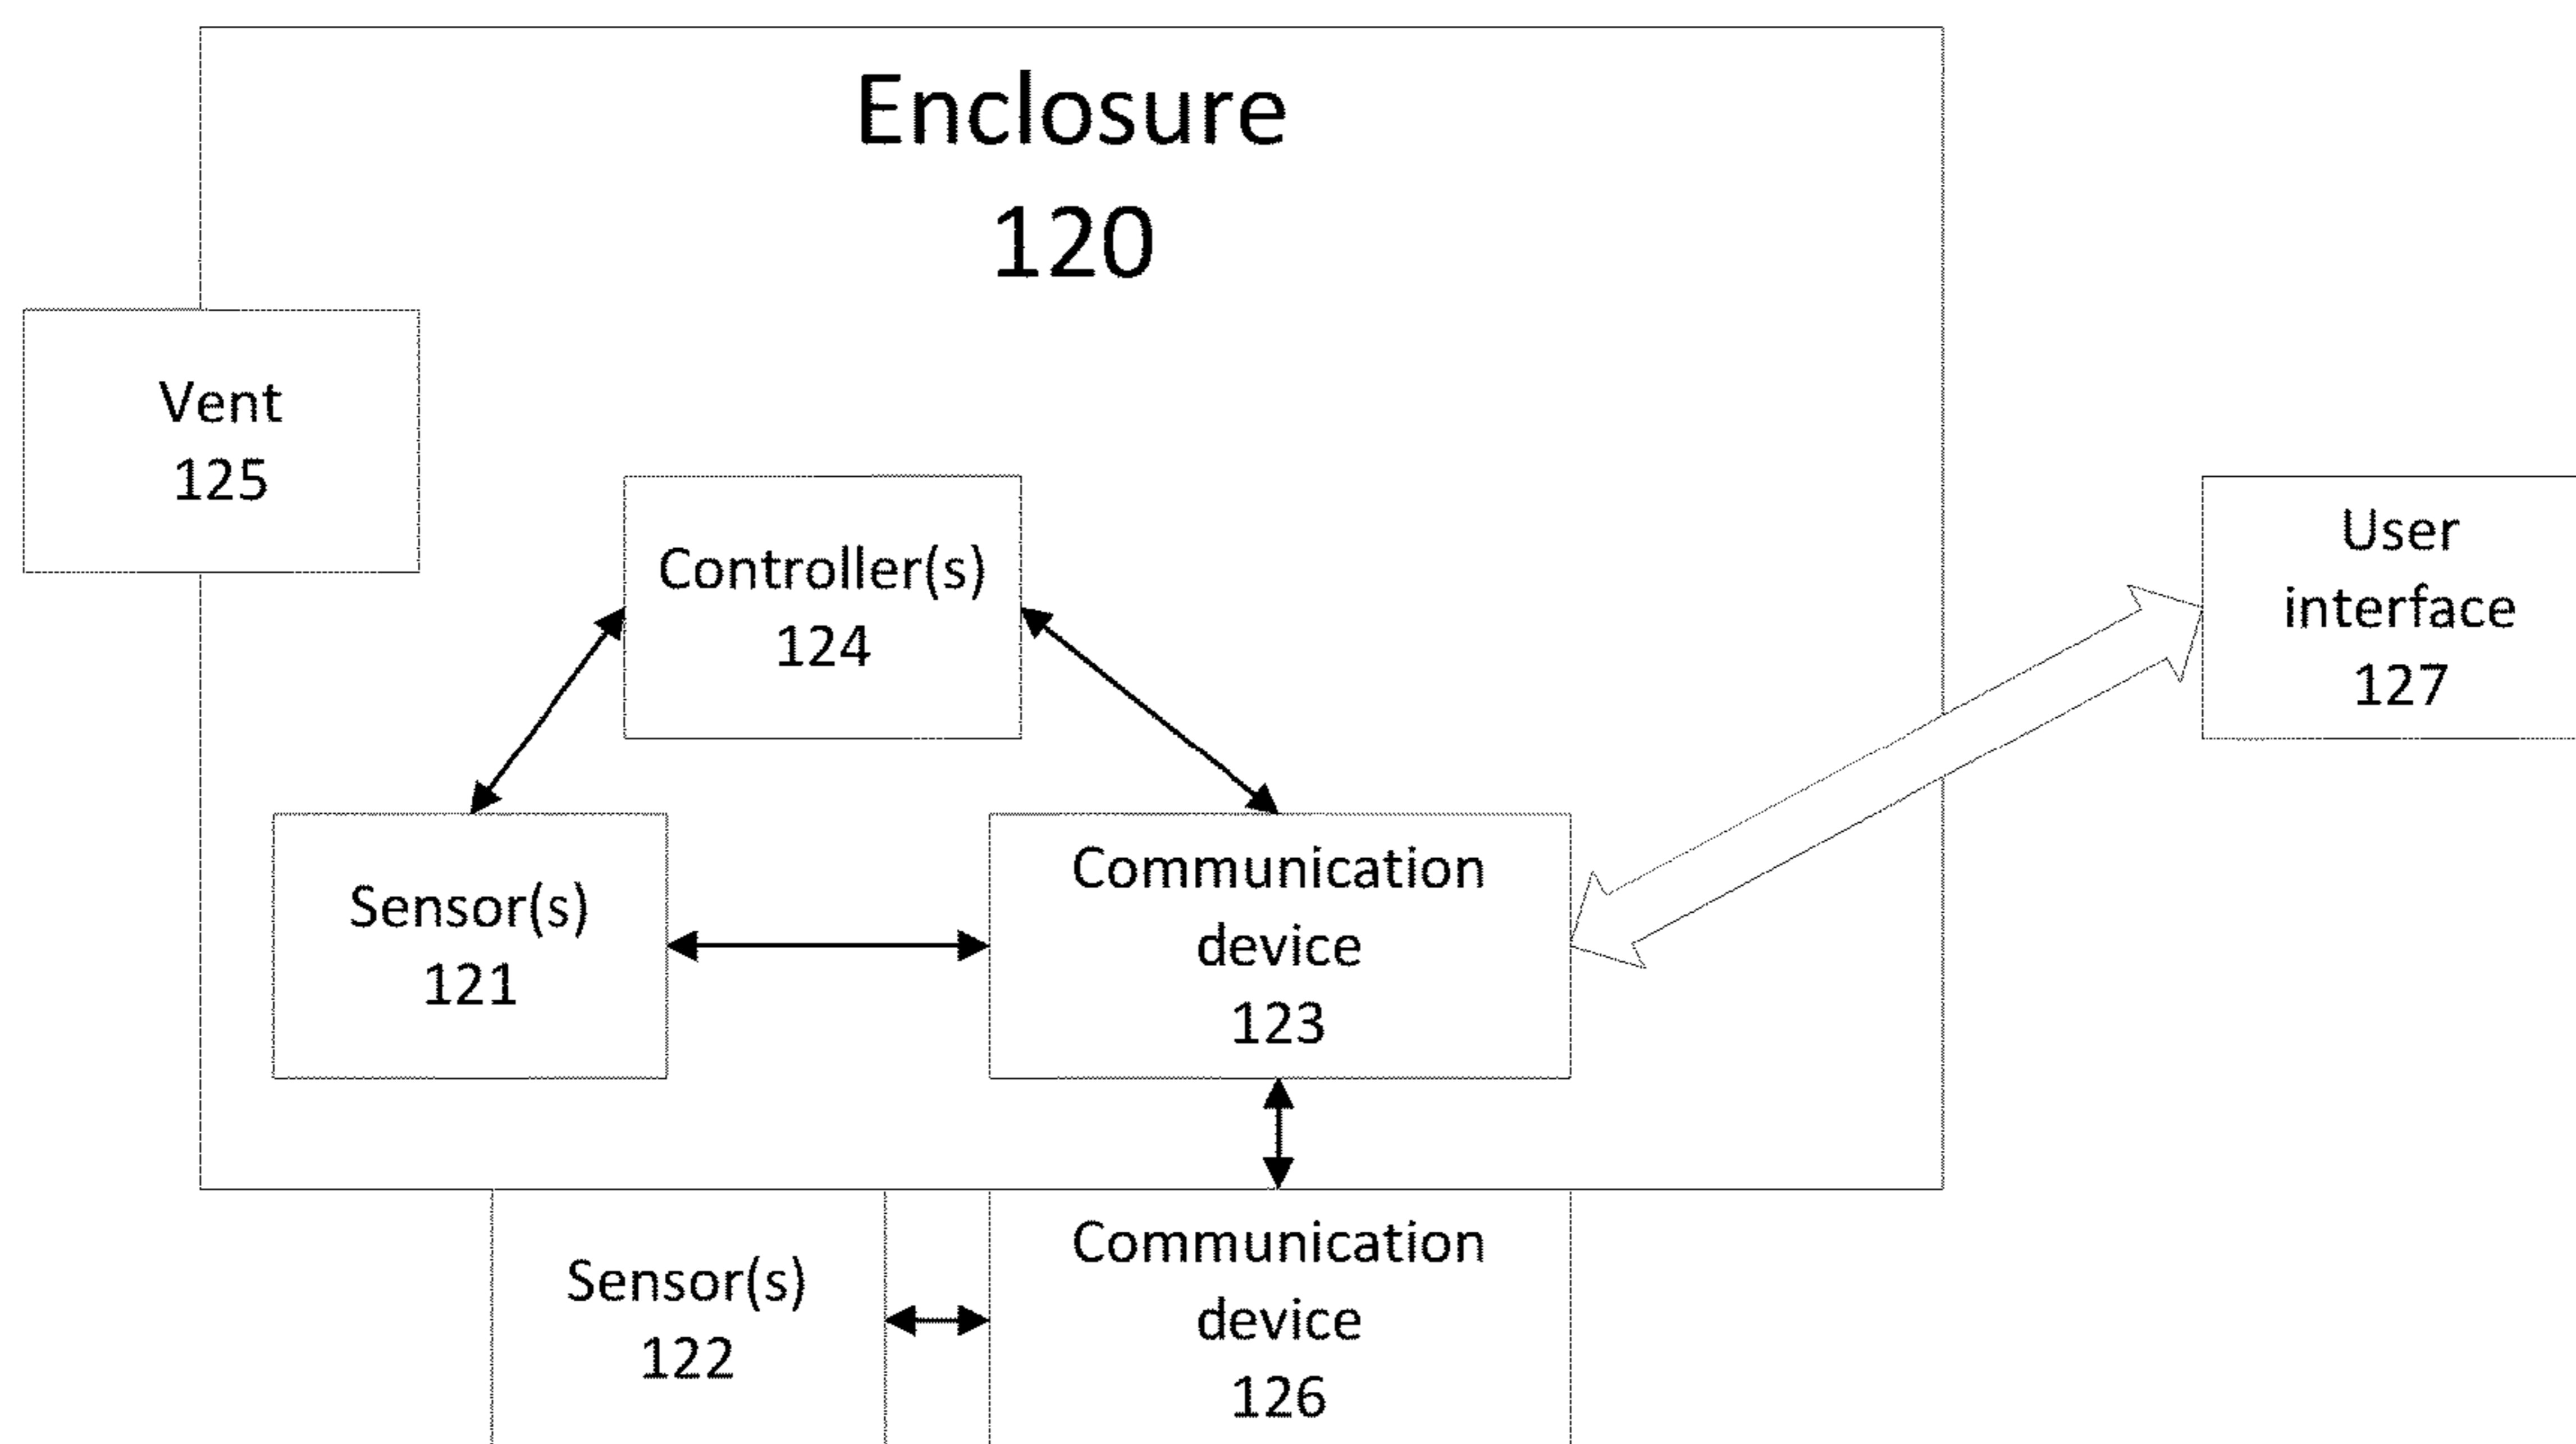 Enclosure
120
Vent
125
Controller(s)
124
User
interface
127
Sensor(s)
121
Communication
device
123
Sensor(s)
122
Communication
device
126